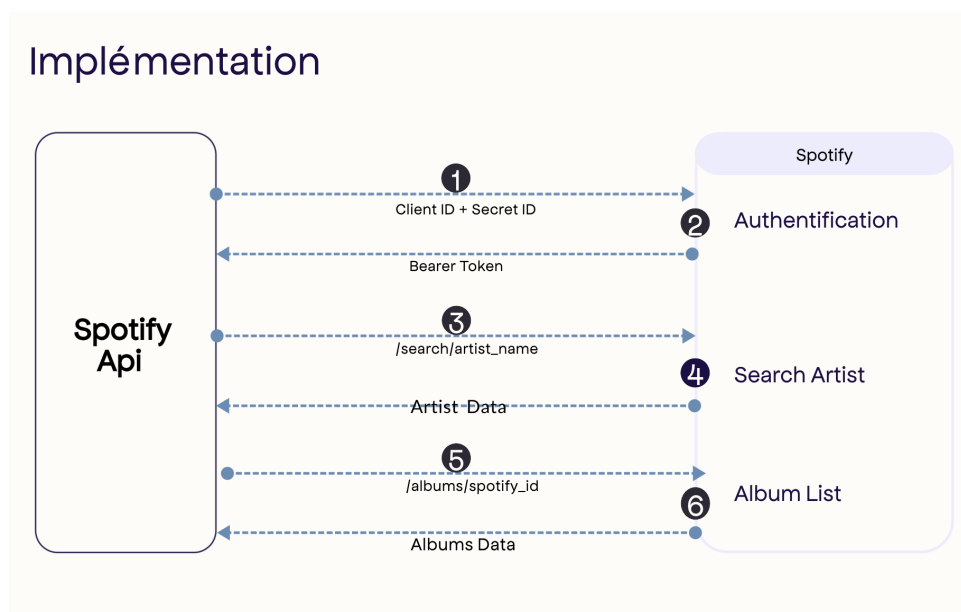 Implémentation
Spotify
1
Client ID + Secret ID
2
Authentification
Bearer Token
Spotify
Api
3
/search/artist_name
4
Search Artist
Artist Data
5
/albums/spotify_id
6
Album List
Albums Data